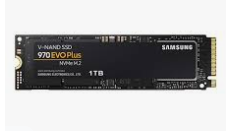 V-NAND SSD
970 EVO Plus
NVMe M.2
SAMSUNG
1TB